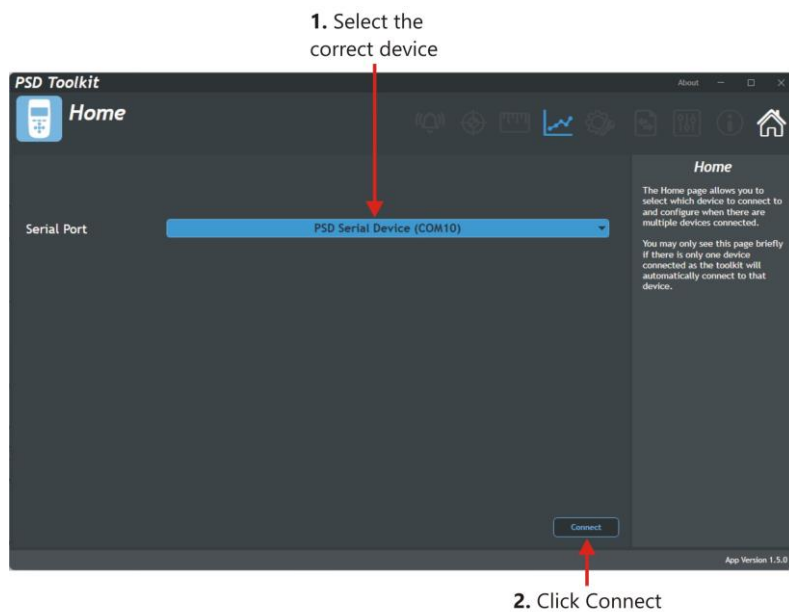 1. Select the
correct device
PSD Toolkit
About
Home
Home
The Home page allows you to
select which device to connect to
and configure when there are
multiple devices connected.
You may only see this page briefly
if there is only one device
connected as the toolkit will
automatically connect to that
device.
Serial Port
PSD Serial Device (COM10)
Connect
App Version 1.5.0
2. Click Connect